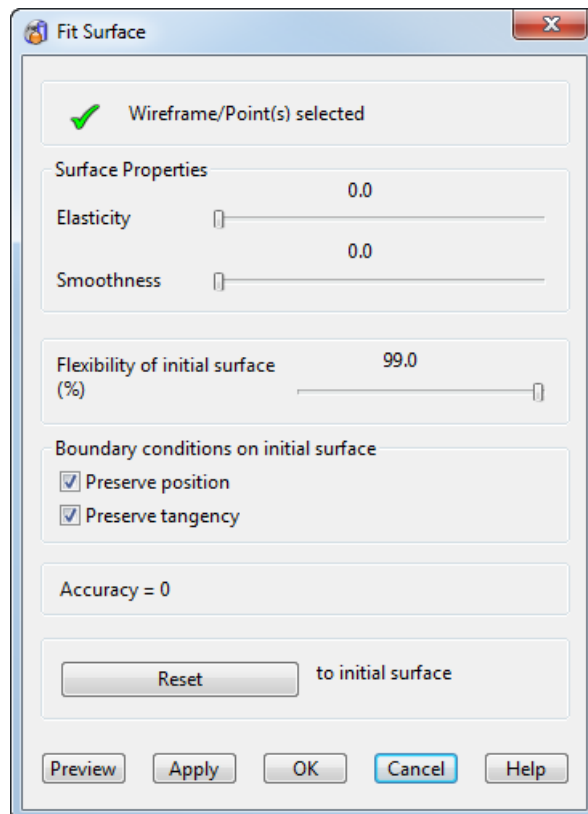 Fit Surface
Wireframe/Point(s) selected
Surface Properties
0.0
Elasticity
0.0
Smoothness
Flexibility of initial surface 99.0
(%)
Boundary conditions on initial surface
Preserve position
Preserve tangency
Accuracy = 0
Reset to initial surface
Preview Apply OK Cancel Help